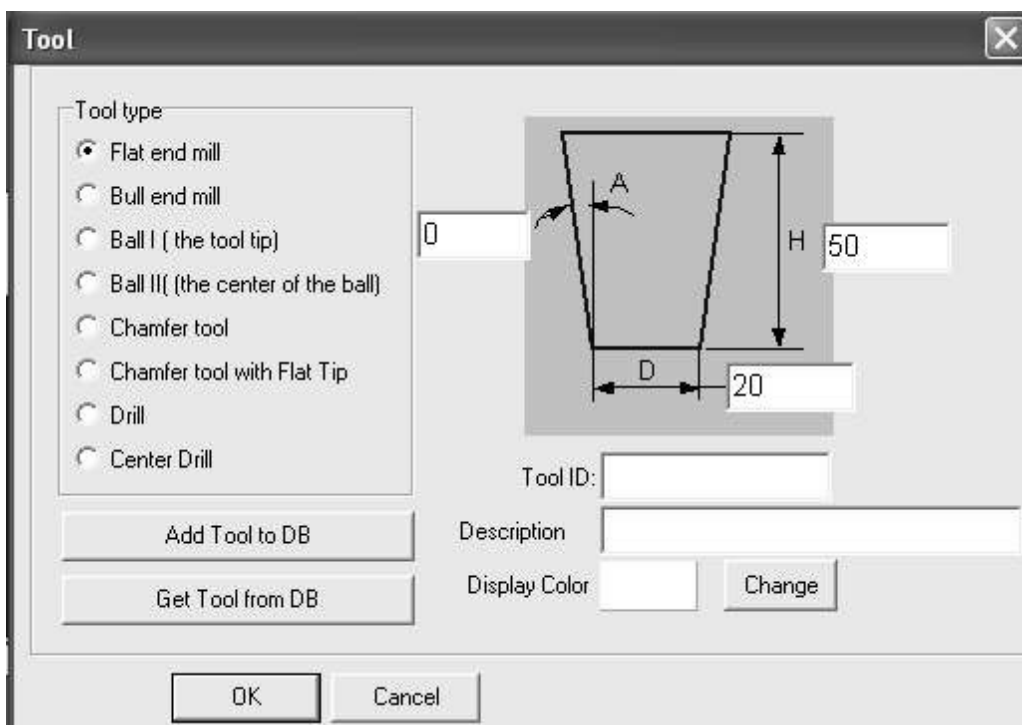 Tool
Tool type
Flat end mill
Bull end mill
Ball I ( the tool tip)
Ball II( (the center of the ball)
Chamfer tool
Chamfer tool with Flat Tip
Drill
Center Drill
Add Tool to DB
Get Tool from DB
A
0
H
50
D
20
Tool ID:
Description
Display Color
Change
OK
Cancel